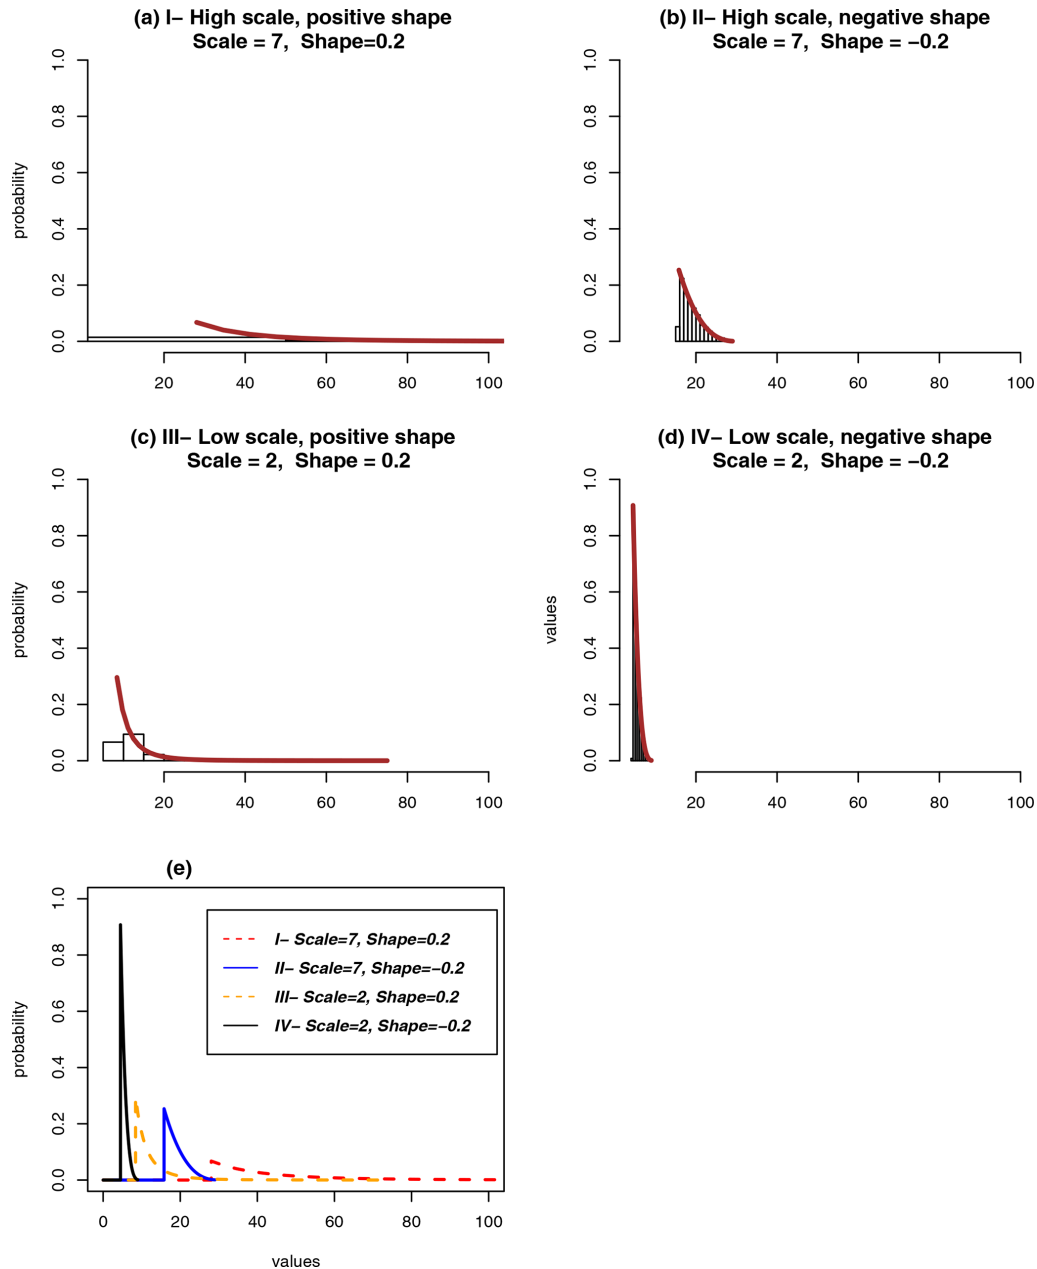 (a) I− High scale, positive shape
Scale = 7, Shape=0.2
probability
0.0 0.2 0.4 0.6 0.8 1.0
20 40 60 80 100
(b) II− High scale, negative shape
Scale = 7, Shape = −0.2
0.0 0.2 0.4 0.6 0.8 1.0
20 40 60 80 100
(c) III− Low scale, positive shape
Scale = 2, Shape = 0.2
probability
0.0 0.2 0.4 0.6 0.8 1.0
20 40 60 80 100
(d) IV− Low scale, negative shape
Scale = 2, Shape = −0.2
values
0.0 0.2 0.4 0.6 0.8 1.0
20 40 60 80 100
(e)
probability
0.0 0.2 0.4 0.6 0.8 1.0
I− Scale=7, Shape=0.2
II− Scale=7, Shape=−0.2
III− Scale=2, Shape=0.2
IV− Scale=2, Shape=−0.2
0 20 40 60 80 100
values